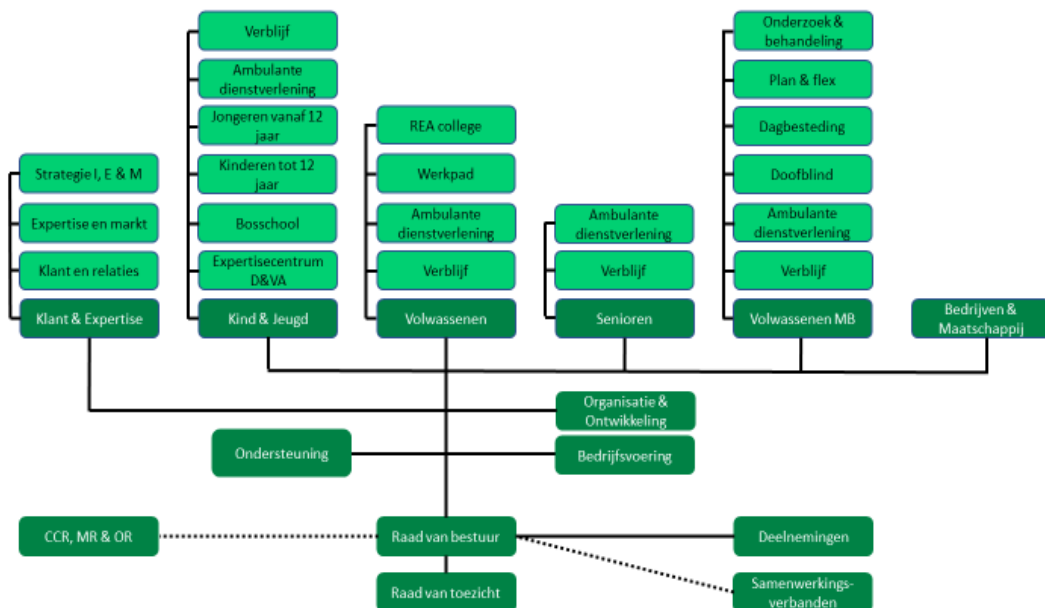 Strategie I, E & M
Expertise en markt
Klant en relaties
Klant & Expertise
Verblijf
Ambulante
dienstverlening
Jongeren vanaf 12
jaar
Kinderen tot 12
jaar
Bosschool
Expertisecentrum
D&VA
Kind & Jeugd
REA college
Werkpad
Ambulante
dienstverlening
Verblijf
Volwassenen
Ambulante
dienstverlening
Verblijf
Senioren
Onderzoek &
behandeling
Plan & flex
Dagbesteding
Doofblind
Ambulante
dienstverlening
Verblijf
Volwassenen MB
Bedrijven &
Maatschappij
Organisatie &
Ontwikkeling
Ondersteuning
Bedrijfsvoering
CCR, MR & OR
Raad van bestuur
Deelnemingen
Raad van toezicht
Samenwerkings-
verbanden